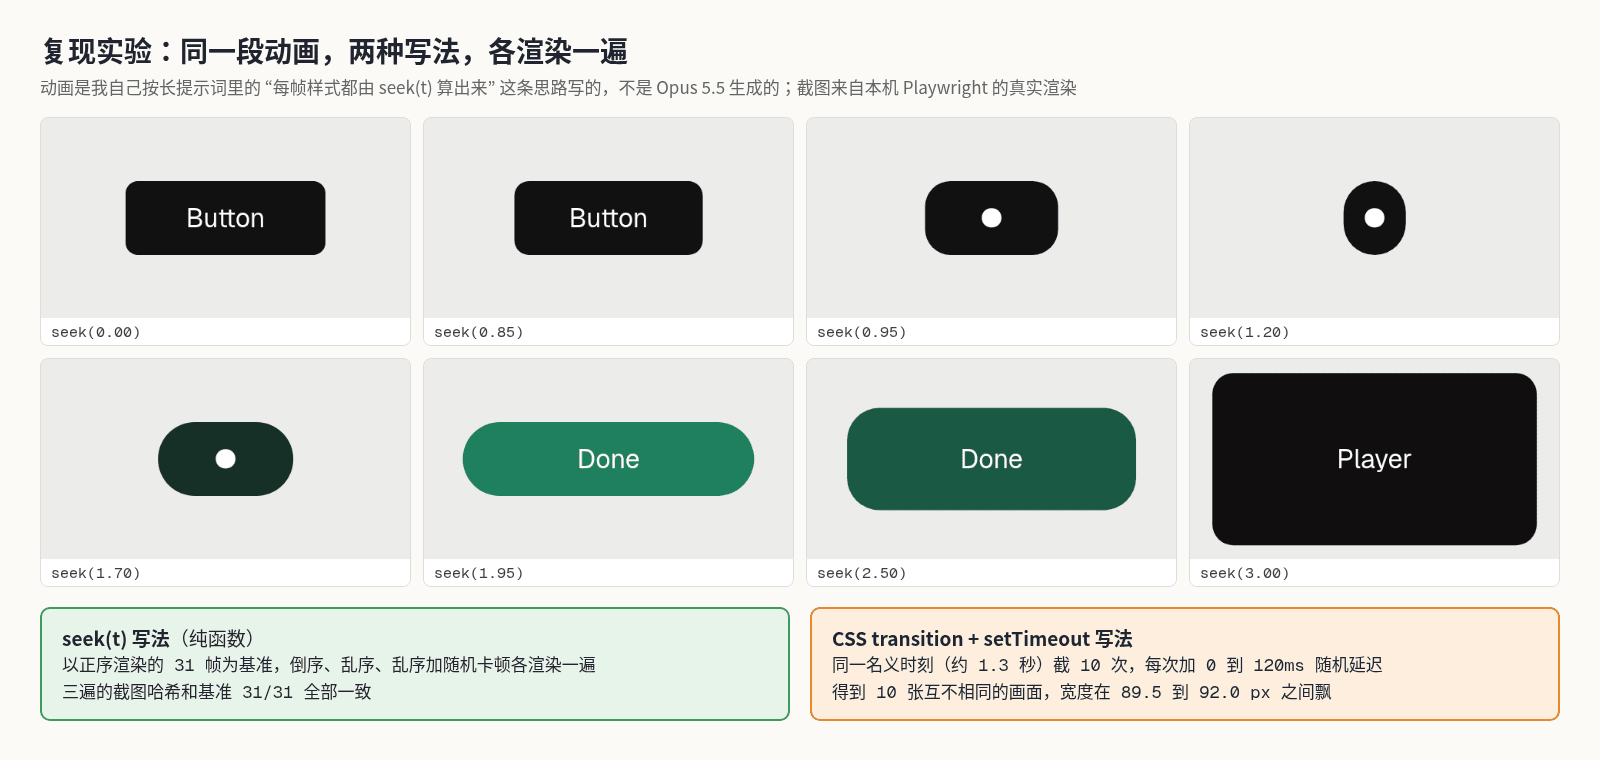 复现实验：同一段动画，两种写法，各渲染一遍
动画是我自己按长提示词里的 “每帧样式都由 seek(t) 算出来” 这条思路写的，不是 Opus 5.5 生成的；截图来自本机 Playwright 的真实渲染
Button
Button
seek(0.00)
seek(0.85)
seek(0.95)
seek(1.20)
Done
Done
Player
seek(1.70)
seek(1.95)
seek(2.50)
seek(3.00)
seek(t) 写法（纯函数）
以正序渲染的 31 帧为基准，倒序、乱序、乱序加随机卡顿各渲染一遍
三遍的截图哈希和基准 31/31 全部一致
CSS transition + setTimeout 写法
同一名义时刻（约 1.3 秒）截 10 次，每次加 0 到 120ms 随机延迟
得到 10 张互不相同的画面，宽度在 89.5 到 92.0 px 之间飘